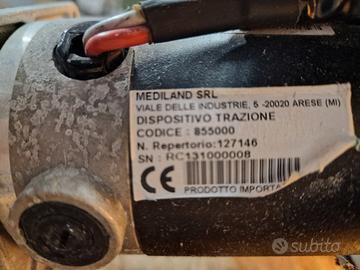 MEDILAND SRL
VIALE DELLE INDUSTRIE, 5 -20020 ARESE (MI)
DISPOSITIVO TRAZIONE
CODICE : 855000
N. Repertorio:127146
SN : RC131000008
CE
PRODOTTO IMPORTA
subito